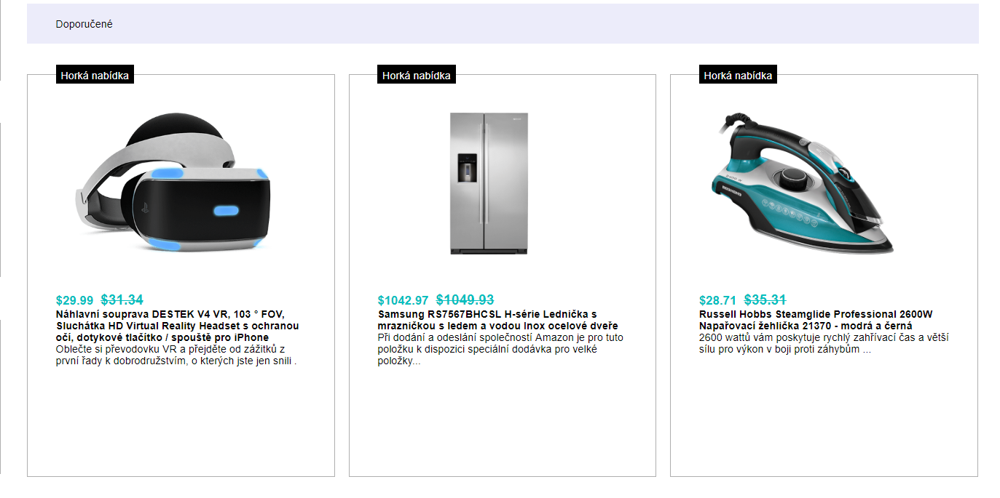 Doporučené
Horká nabídka
$29.99 $31.34
Náhlavní souprava DESTEK V4 VR, 103 ° FOV,
Sluchátka HD Virtual Reality Headset s ochranou
očí, dotykové tlačítko / spouště pro iPhone
Oblečte si převodovku VR a přejděte od zážitků z
první řady k dobrodružstvím, o kterých jste jen snili .
Horká nabídka
$1042.97 $1049.93
Samsung RS7567BHCSL H-série Lednička s
mrazničkou s ledem a vodou Inox ocelové dveře
Při dodání a odeslání společností Amazon je pro tuto
položku k dispozici speciální dodávka pro velké
položky...
Horká nabídka
$28.71 $35.31
Russell Hobbs Steamglide Professional 2600W
Napařovací žehlička 21370 - modrá a černá
2600 wattů vám poskytuje rychlý zahřívací čas a větší
sílu pro výkon v boji proti záhybům ...